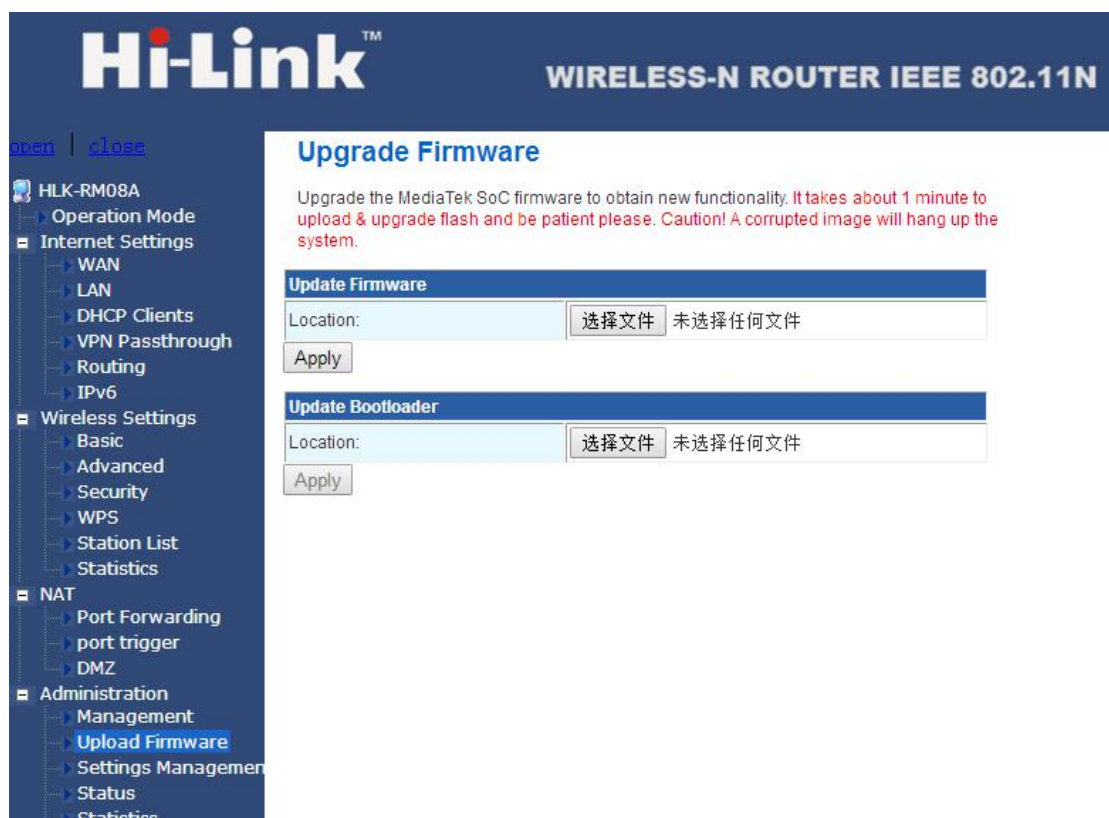 Hi-Link™
WIRELESS-N ROUTER IEEE 802.11N
open | close
HLK-RM08A
Operation Mode
Internet Settings
WAN
LAN
DHCP Clients
VPN Passthrough
Routing
IPv6
Wireless Settings
Basic
Advanced
Security
WPS
Station List
Statistics
NAT
Port Forwarding
port trigger
DMZ
Administration
Management
Upload Firmware
Settings Managemen
Status
Statistics
Upgrade Firmware
Upgrade the MediaTek SoC firmware to obtain new functionality. It takes about 1 minute to
upload & upgrade flash and be patient please. Caution! A corrupted image will hang up the
system.
Update Firmware
Location: 选择文件 未选择任何文件
Apply
Update Bootloader
Location: 选择文件 未选择任何文件
Apply